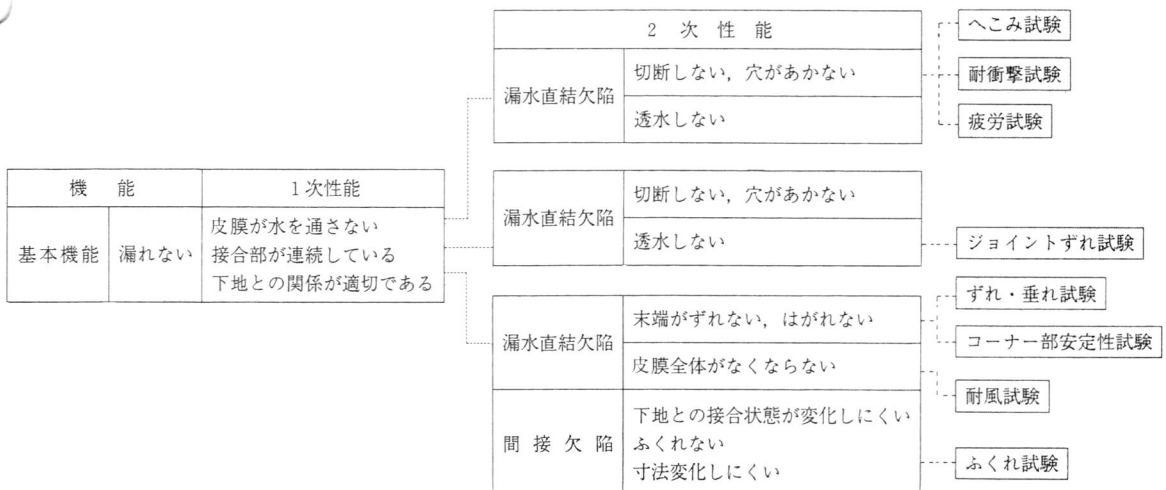 2 次 性 能
漏水直結欠陥
切断しない，穴があかない
透水しない
へこみ試験
耐衝撃試験
疲労試験
機 能
1次性能
基本機能
漏れない
皮膜が水を通さない
接合部が連続している
下地との関係が適切である
漏水直結欠陥
切断しない，穴があかない
透水しない
ジョイントずれ試験
漏水直結欠陥
末端がずれない，はがれない
皮膜全体がなくならない
ずれ・垂れ試験
コーナー部安定性試験
耐風試験
間 接 欠 陥
下地との接合状態が変化しにくい
ふくれない
寸法変化しにくい
ふくれ試験